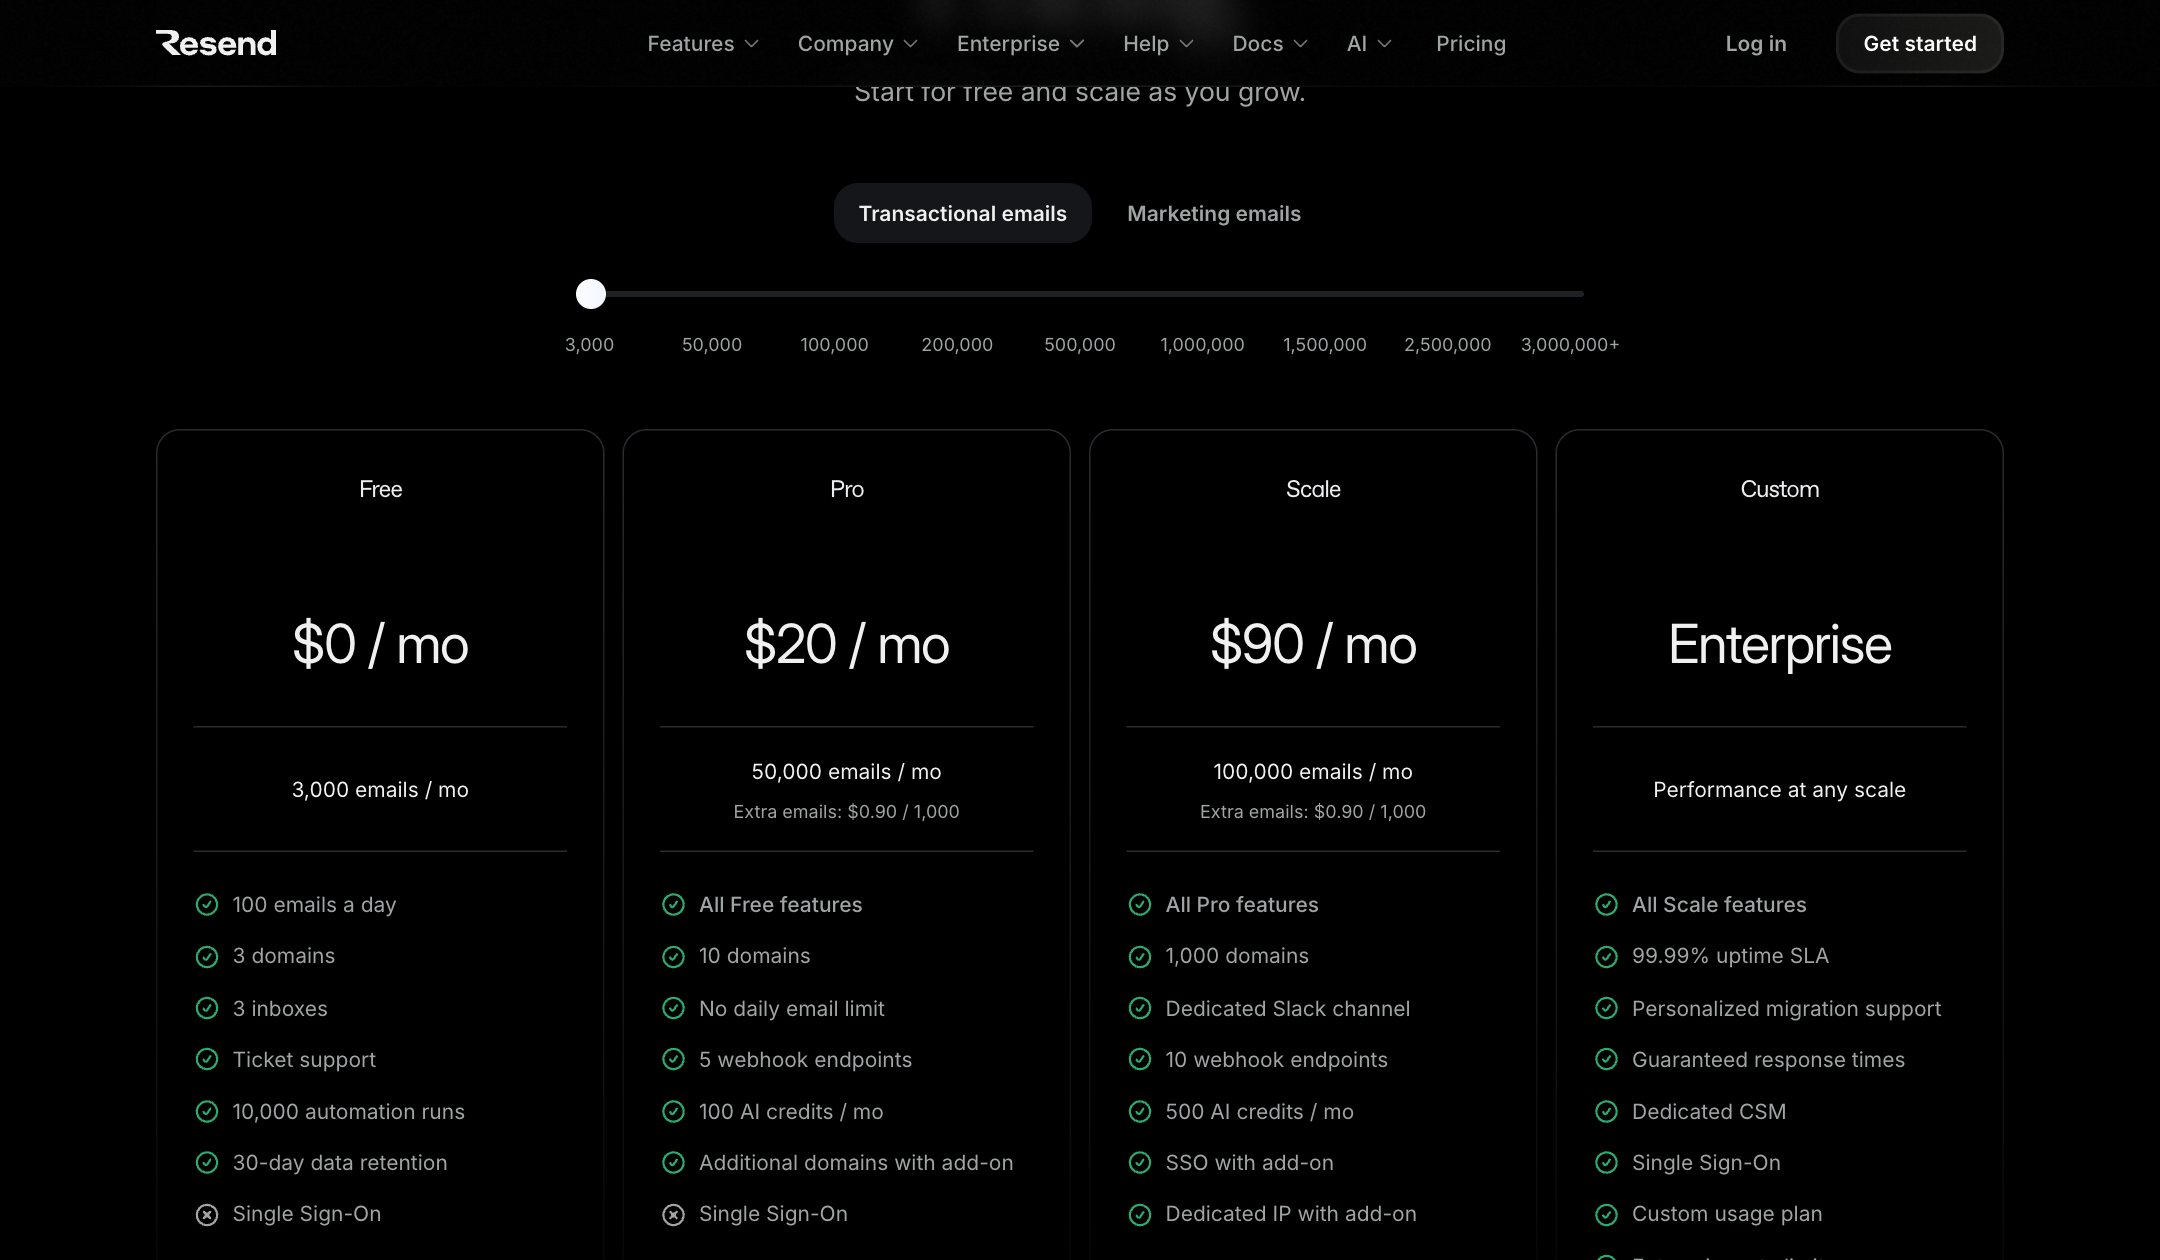 Resend
Features
Company
Enterprise
Help
Docs
AI
Pricing
Log in
Get started
Start for free and scale as you grow.
Transactional emails
Marketing emails
3,000
50,000
100,000
200,000
500,000
1,000,000
1,500,000
2,500,000
3,000,000+
Free
$0 / mo
3,000 emails / mo
100 emails a day
3 domains
3 inboxes
Ticket support
10,000 automation runs
30-day data retention
Single Sign-On
Pro
$20 / mo
50,000 emails / mo
Extra emails: $0.90 / 1,000
All Free features
10 domains
No daily email limit
5 webhook endpoints
100 AI credits / mo
Additional domains with add-on
Single Sign-On
Scale
$90 / mo
100,000 emails / mo
Extra emails: $0.90 / 1,000
All Pro features
1,000 domains
Dedicated Slack channel
10 webhook endpoints
500 AI credits / mo
SSO with add-on
Dedicated IP with add-on
Custom
Enterprise
Performance at any scale
All Scale features
99.99% uptime SLA
Personalized migration support
Guaranteed response times
Dedicated CSM
Single Sign-On
Custom usage plan